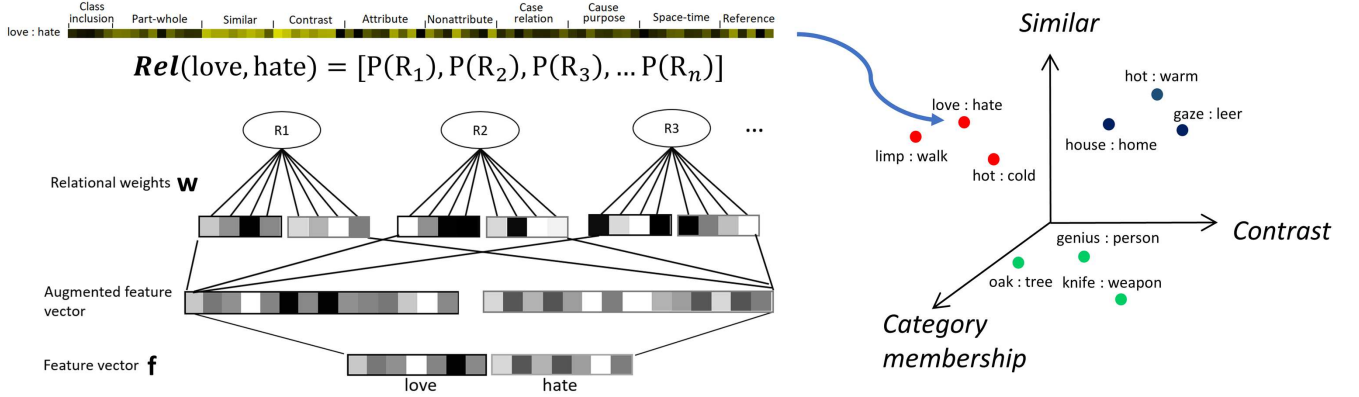 Class inclusion
Part-whole
Similar
Contrast
Attribute
Nonattribute
Case relation
Cause purpose
Space-time
Reference
love : hate
Rel(love, hate) = [P(R₁), P(R₂), P(R₃), … P(Rₙ)]
R1
R2
R3
...
Relational weights w
Augmented feature
vector
Feature vector f
love
hate
Similar
hot : warm
love : hate
gaze : leer
limp : walk
house : home
hot : cold
Contrast
genius : person
oak : tree
knife : weapon
Category
membership